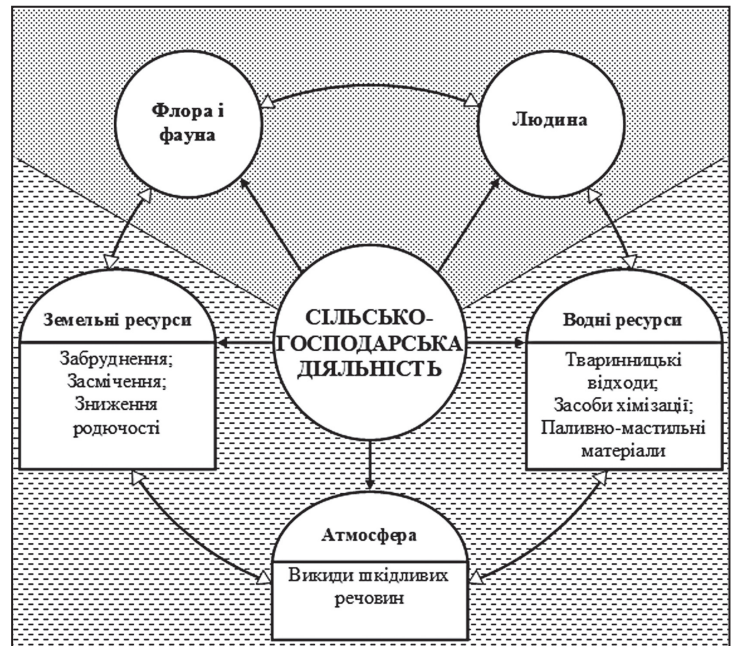 Флора і
фауна
Людина
СІЛЬСЬКО-
ГОСПОДАРСЬКА
ДІЯЛЬНІСТЬ
Земельні ресурси
Забруднення;
Засмічення;
Зниження
родючості
Водні ресурси
Тваринницькі
відходи;
Засоби хімізації;
Паливно-мастильні
матеріали
Атмосфера
Викиди шкідливих
речовин